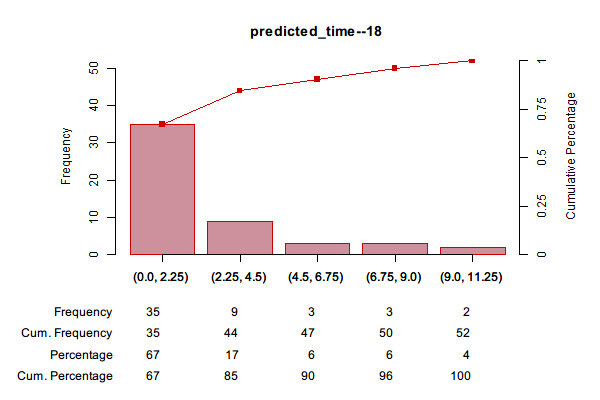 predicted_time--18
Frequency
50
40
30
20
10
0
1
0.75
0.5
0.25
0
Cumulative Percentage
(0.0, 2.25) (2.25, 4.5) (4.5, 6.75) (6.75, 9.0) (9.0, 11.25)
Frequency 35 9 3 3 2
Cum. Frequency 35 44 47 50 52
Percentage 67 17 6 6 4
Cum. Percentage 67 85 90 96 100